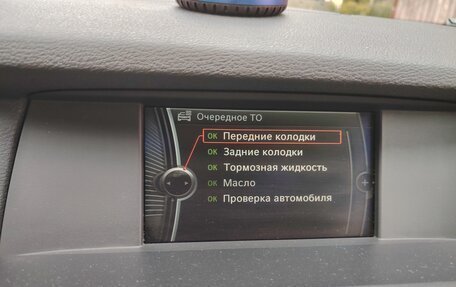 Очередное ТО
OK Передние колодки
OK Задние колодки
OK Тормозная жидкость
OK Масло
OK Проверка автомобиля